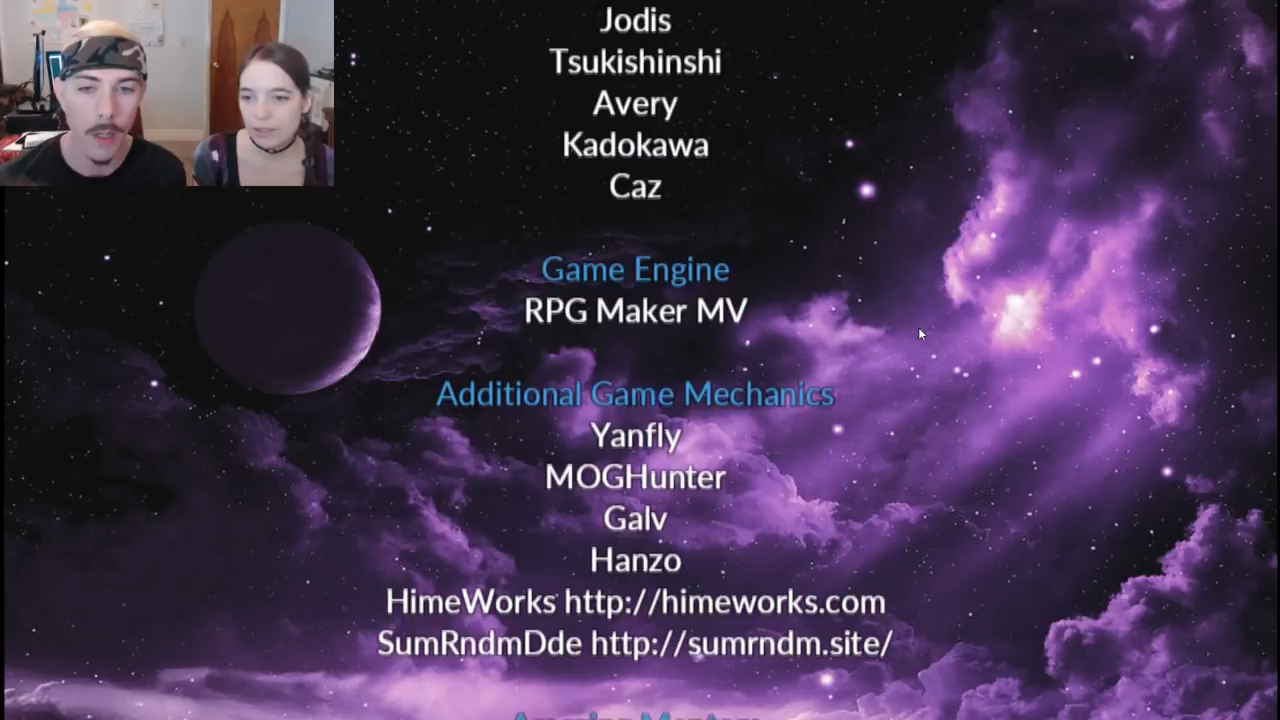 Jodis
Tsukishinshi
Avery
Kadokawa
Caz
Game Engine
RPG Maker MV
Additional Game Mechanics
Yanfly
MOGHunter
Galv
Hanzo
HimeWorks http://himeworks.com
SumRndmDde http://sumrndm.site/